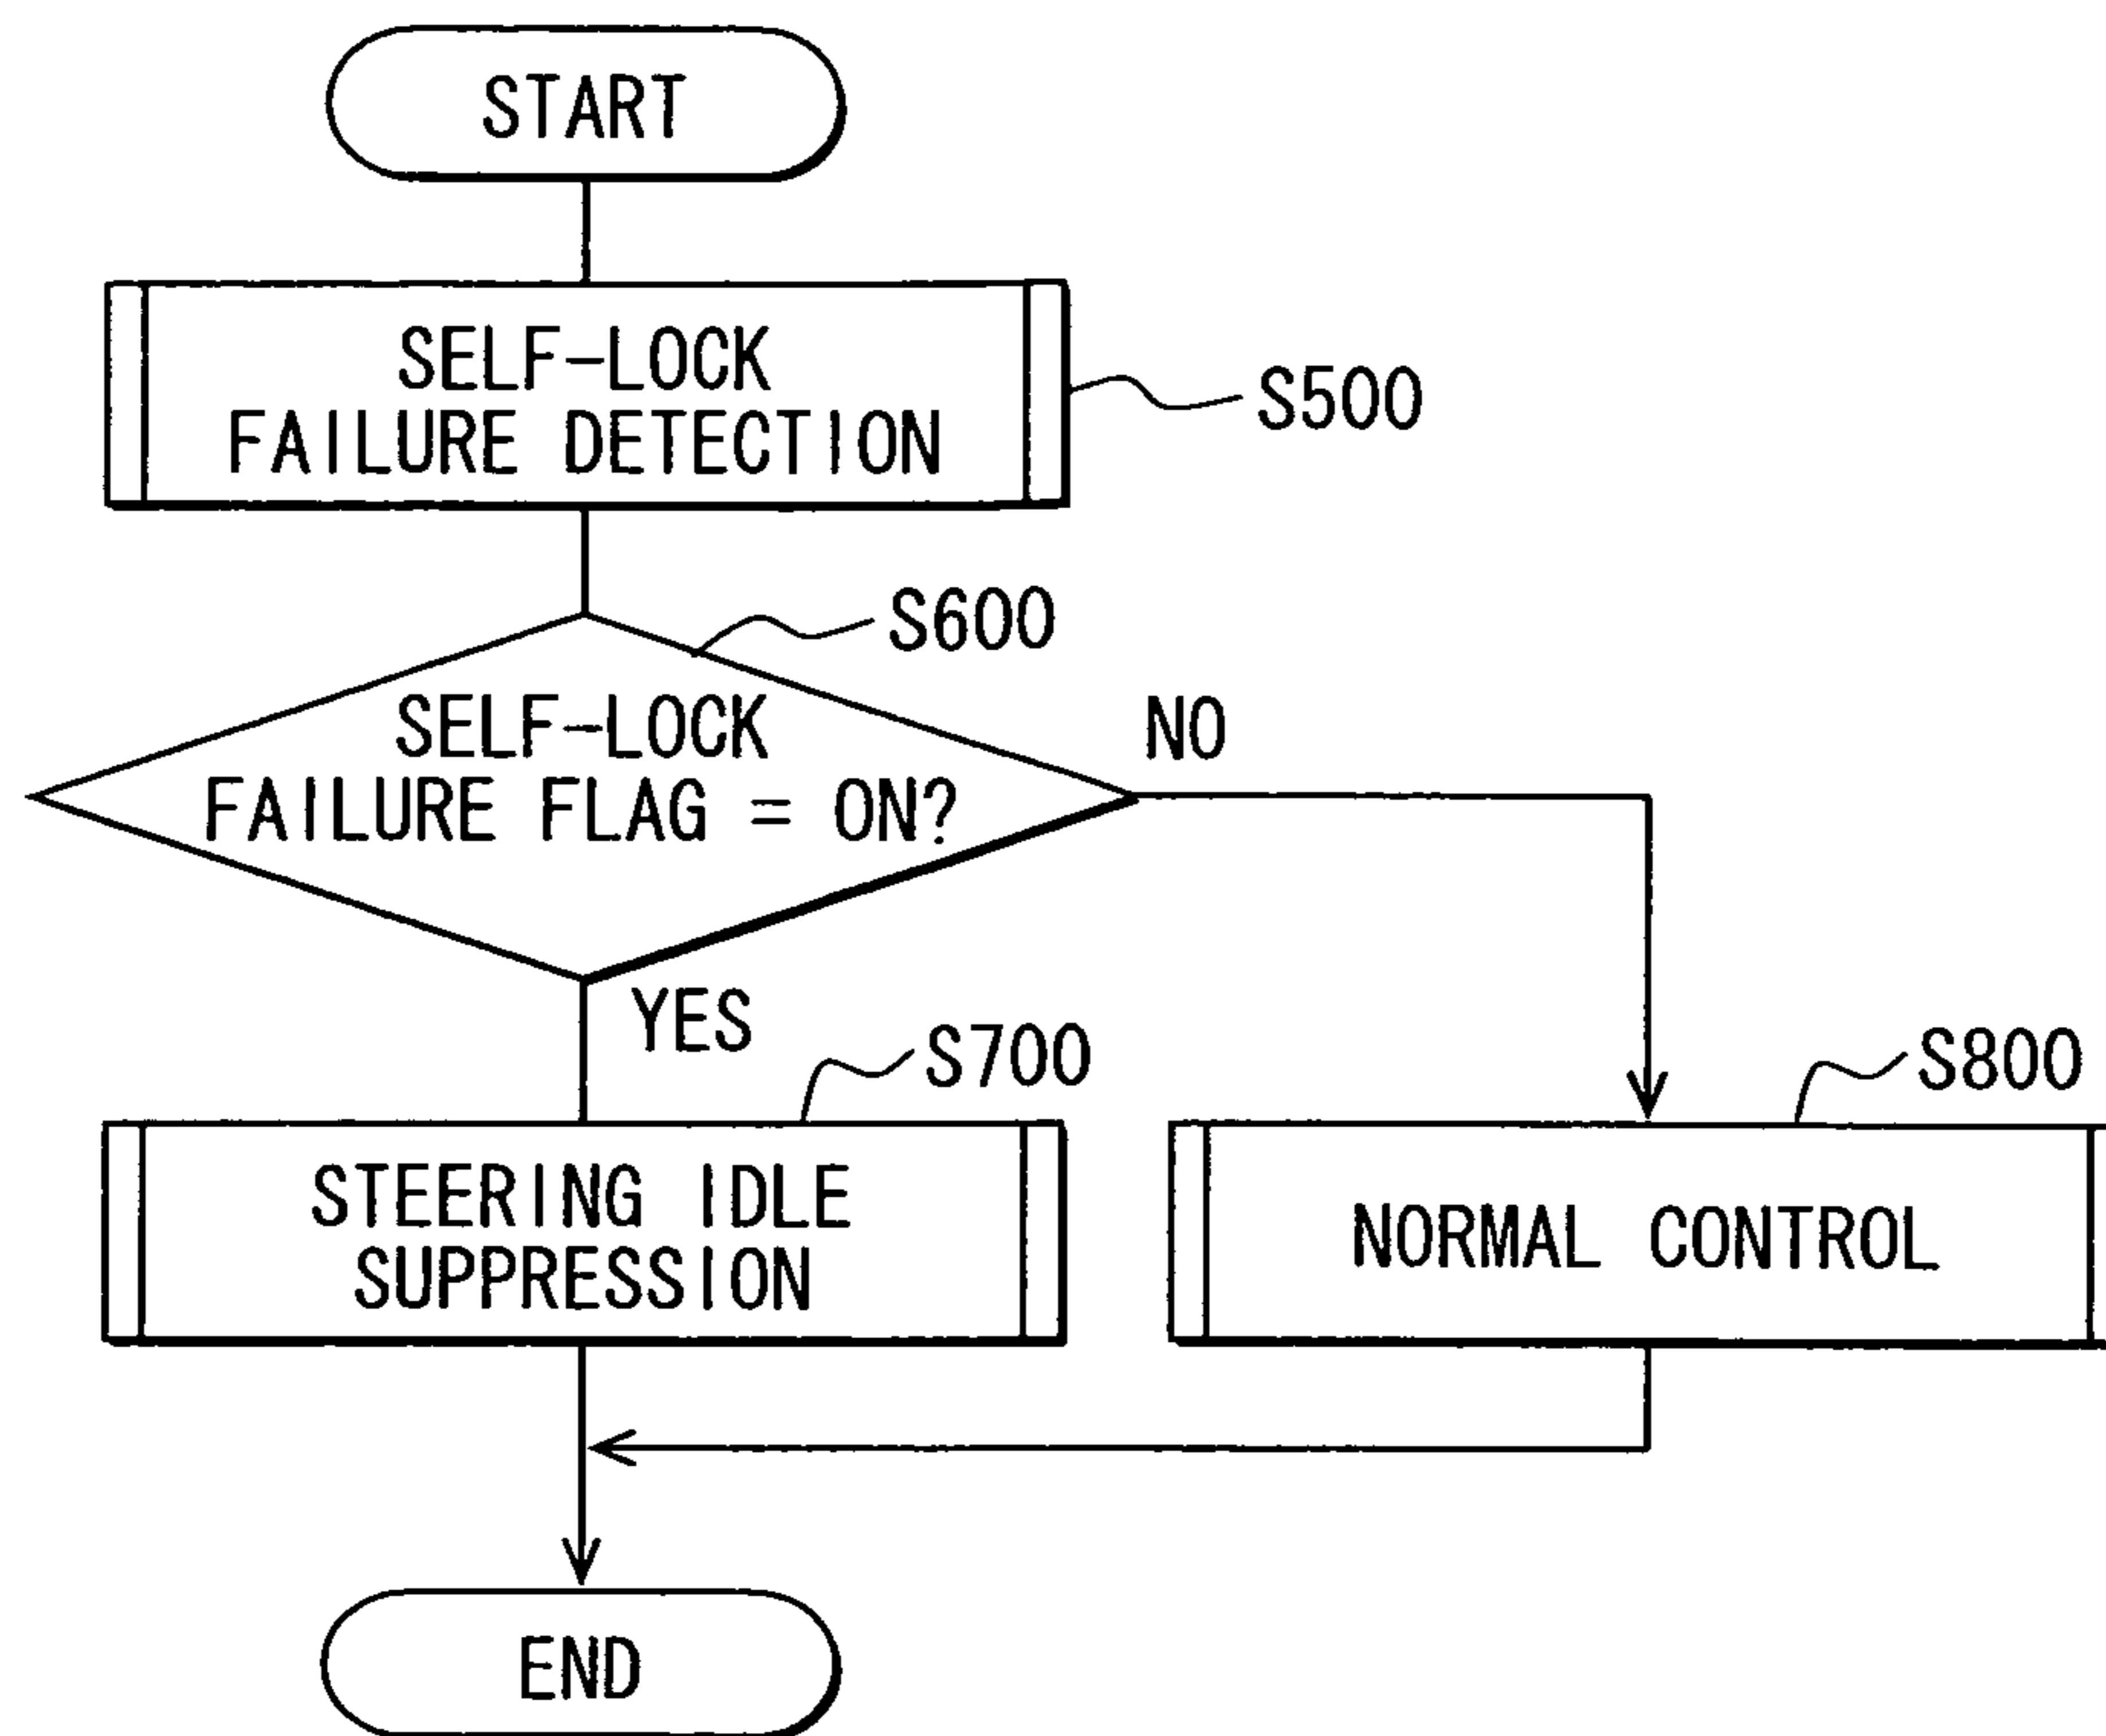 START
SELF-LOCK
FAILURE DETECTION
S500
S600
SELF-LOCK
FAILURE FLAG = ON?
NO
YES
S700
S800
STEERING IDLE
SUPPRESSION
NORMAL CONTROL
END